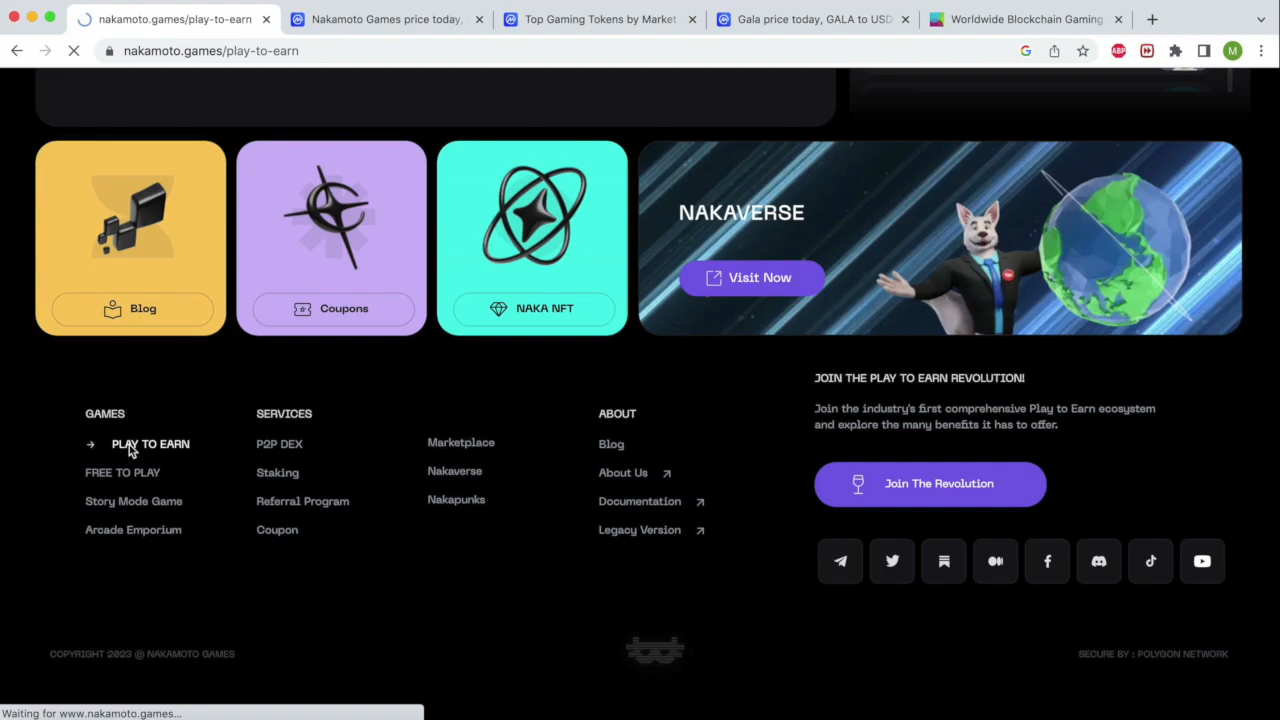 nakamoto.games/play-to-earn
Nakamoto Games price today,
Top Gaming Tokens by Market
Gala price today, GALA to USD
Worldwide Blockchain Gaming
nakamoto.games/play-to-earn
ABP
M
NAKAVERSE
Visit Now
Blog
Coupons
NAKA NFT
JOIN THE PLAY TO EARN REVOLUTION!
Join the industry's first comprehensive Play to Earn ecosystem
and explore the many benefits it has to offer.
Join The Revolution
GAMES
PLAY TO EARN
FREE TO PLAY
Story Mode Game
Arcade Emporium
SERVICES
P2P DEX
Staking
Referral Program
Coupon
Marketplace
Nakaverse
Nakapunks
ABOUT
Blog
About Us
Documentation
Legacy Version
COPYRIGHT 2023 © NAKAMOTO GAMES
SECURE BY : POLYGON NETWORK
Waiting for www.nakamoto.games...